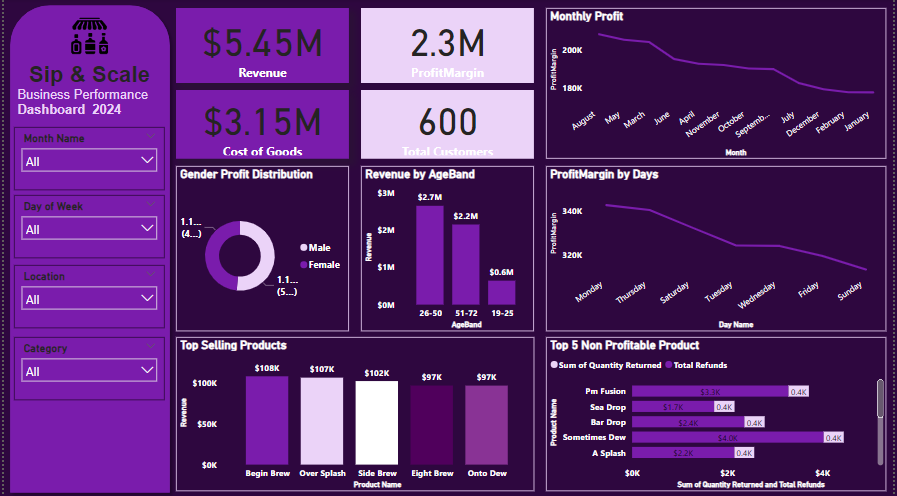 Sip & Scale
Business Performance
Dashboard 2024
Month Name
All
Day of Week
All
Location
All
Category
All
$5.45M
Revenue
2.3M
ProfitMargin
$3.15M
Cost of Goods
600
Total Customers
Monthly Profit
ProfitMargin
200K
180K
August
May
March
June
April
November
October
Septemb...
July
December
February
January
Month
Gender Profit Distribution
1.1...
(4...)
1.1...
(5...)
Male
Female
Revenue by AgeBand
Revenue
$3M
$2M
$1M
$0M
$2.7M
$2.2M
$0.6M
26-50
51-72
19-25
AgeBand
ProfitMargin by Days
ProfitMargin
340K
320K
Monday
Thursday
Saturday
Tuesday
Wednesday
Friday
Sunday
Day Name
Top Selling Products
Revenue
$100K
$50K
$0K
$108K
$107K
$102K
$97K
$97K
Begin Brew
Over Splash
Side Brew
Eight Brew
Onto Dew
Product Name
Top 5 Non Profitable Product
Sum of Quantity Returned
Total Refunds
Product Name
Pm Fusion $3.3K 0.4K
Sea Drop $1.7K 0.4K
Bar Drop $2.4K 0.4K
Sometimes Dew $4.0K 0.4K
A Splash $2.2K 0.4K
$0K $2K $4K
Sum of Quantity Returned and Total Refunds